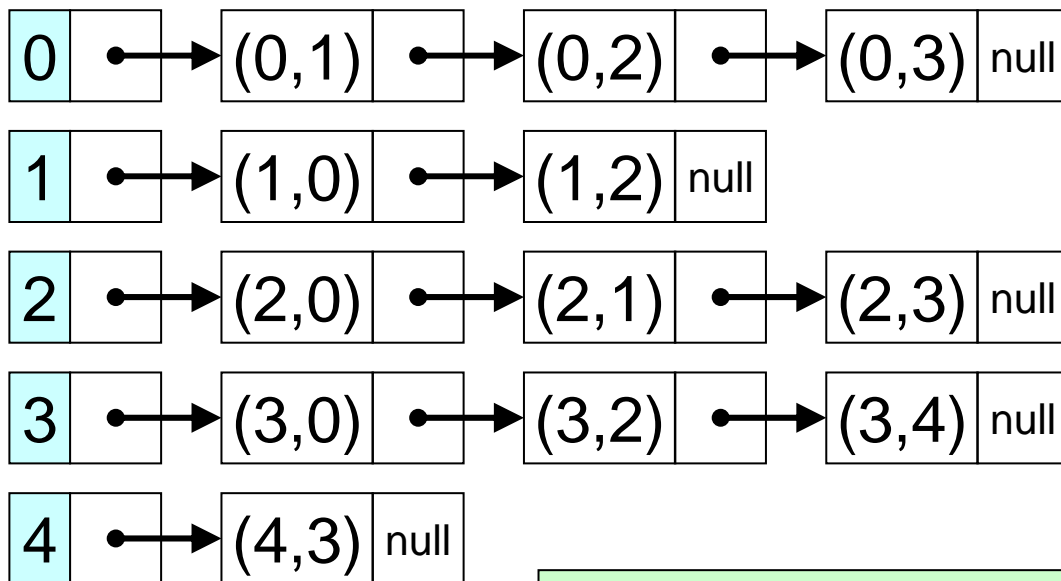 0 (0,1) (0,2) (0,3) null
1 (1,0) (1,2) null
2 (2,0) (2,1) (2,3) null
3 (3,0) (3,2) (3,4) null
4 (4,3) null